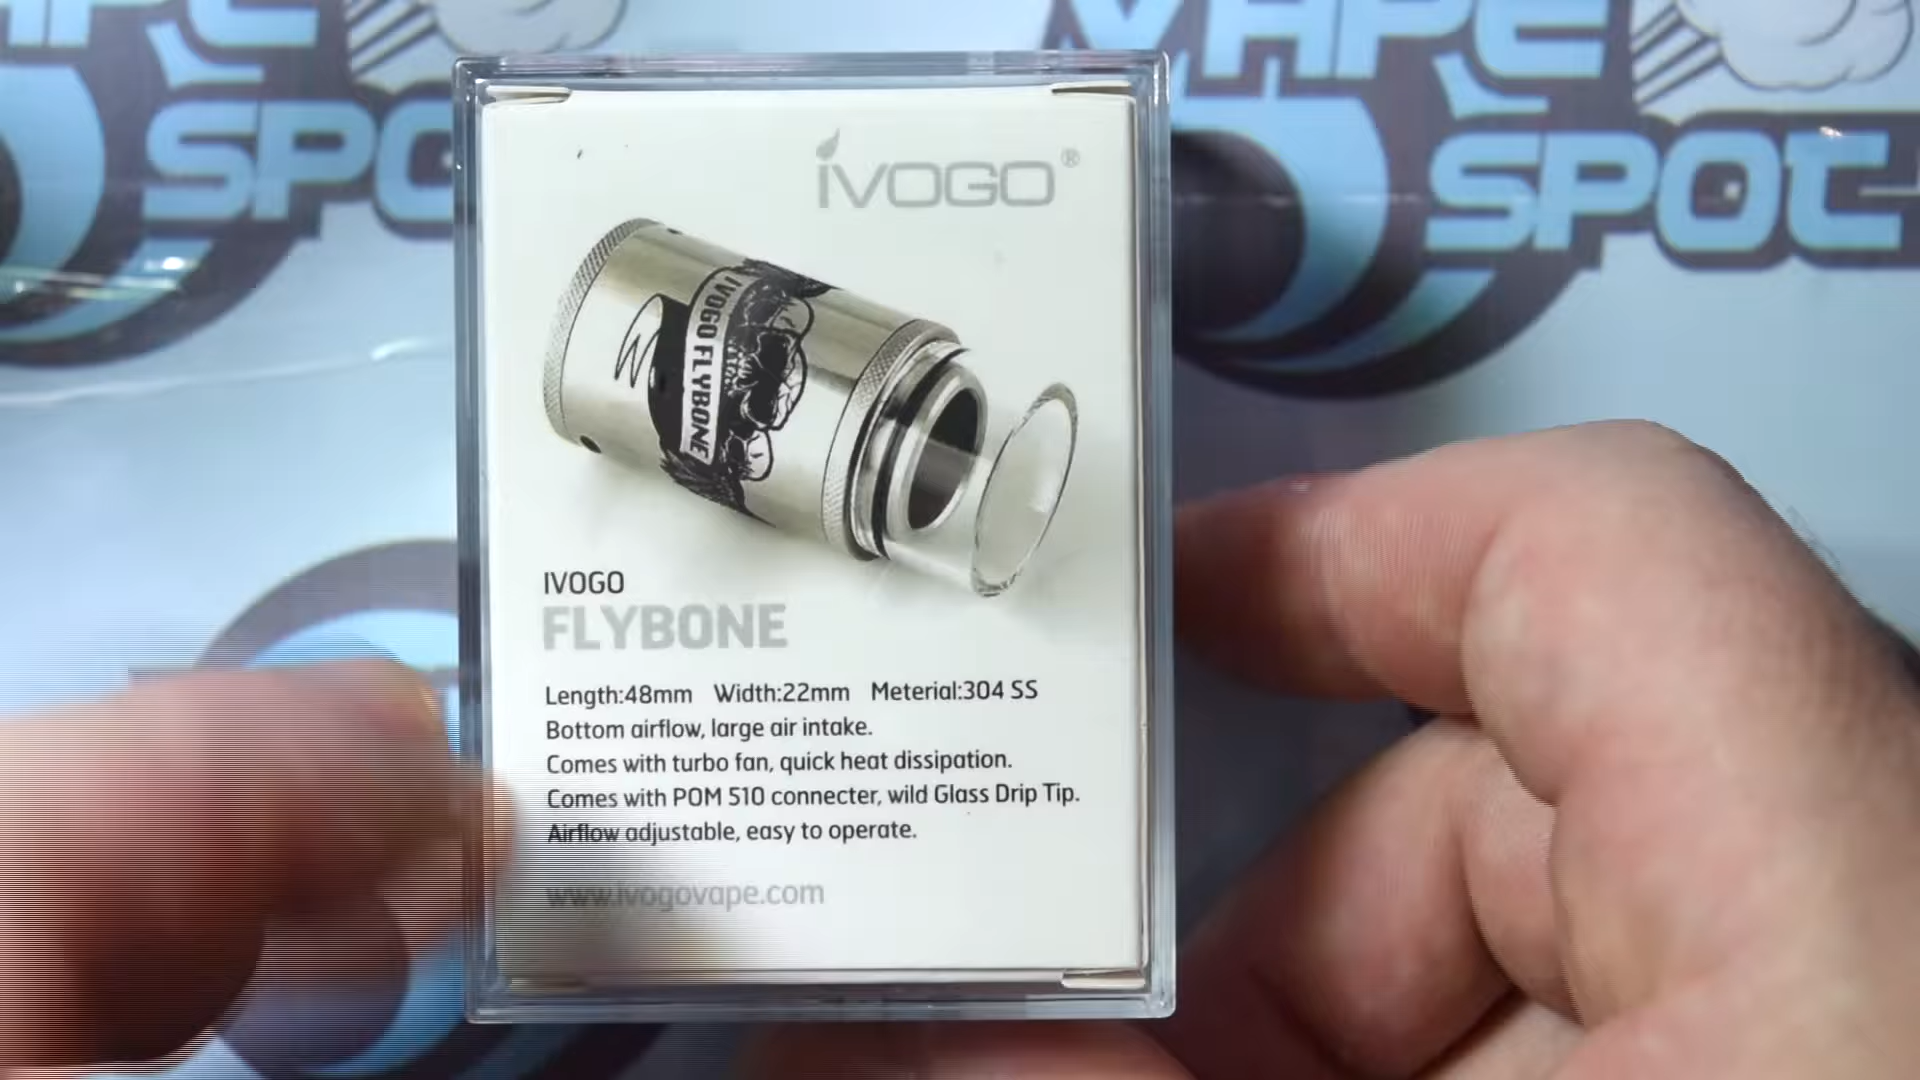 VAPE
SPOT
iVOGO®
IVOGO FLYBONE
IVOGO
FLYBONE
Length:48mm Width:22mm Meterial:304 SS
Bottom airflow, large air intake.
Comes with turbo fan, quick heat dissipation.
Comes with POM 510 connecter, wild Glass Drip Tip.
Airflow adjustable, easy to operate.
www.ivogovape.com